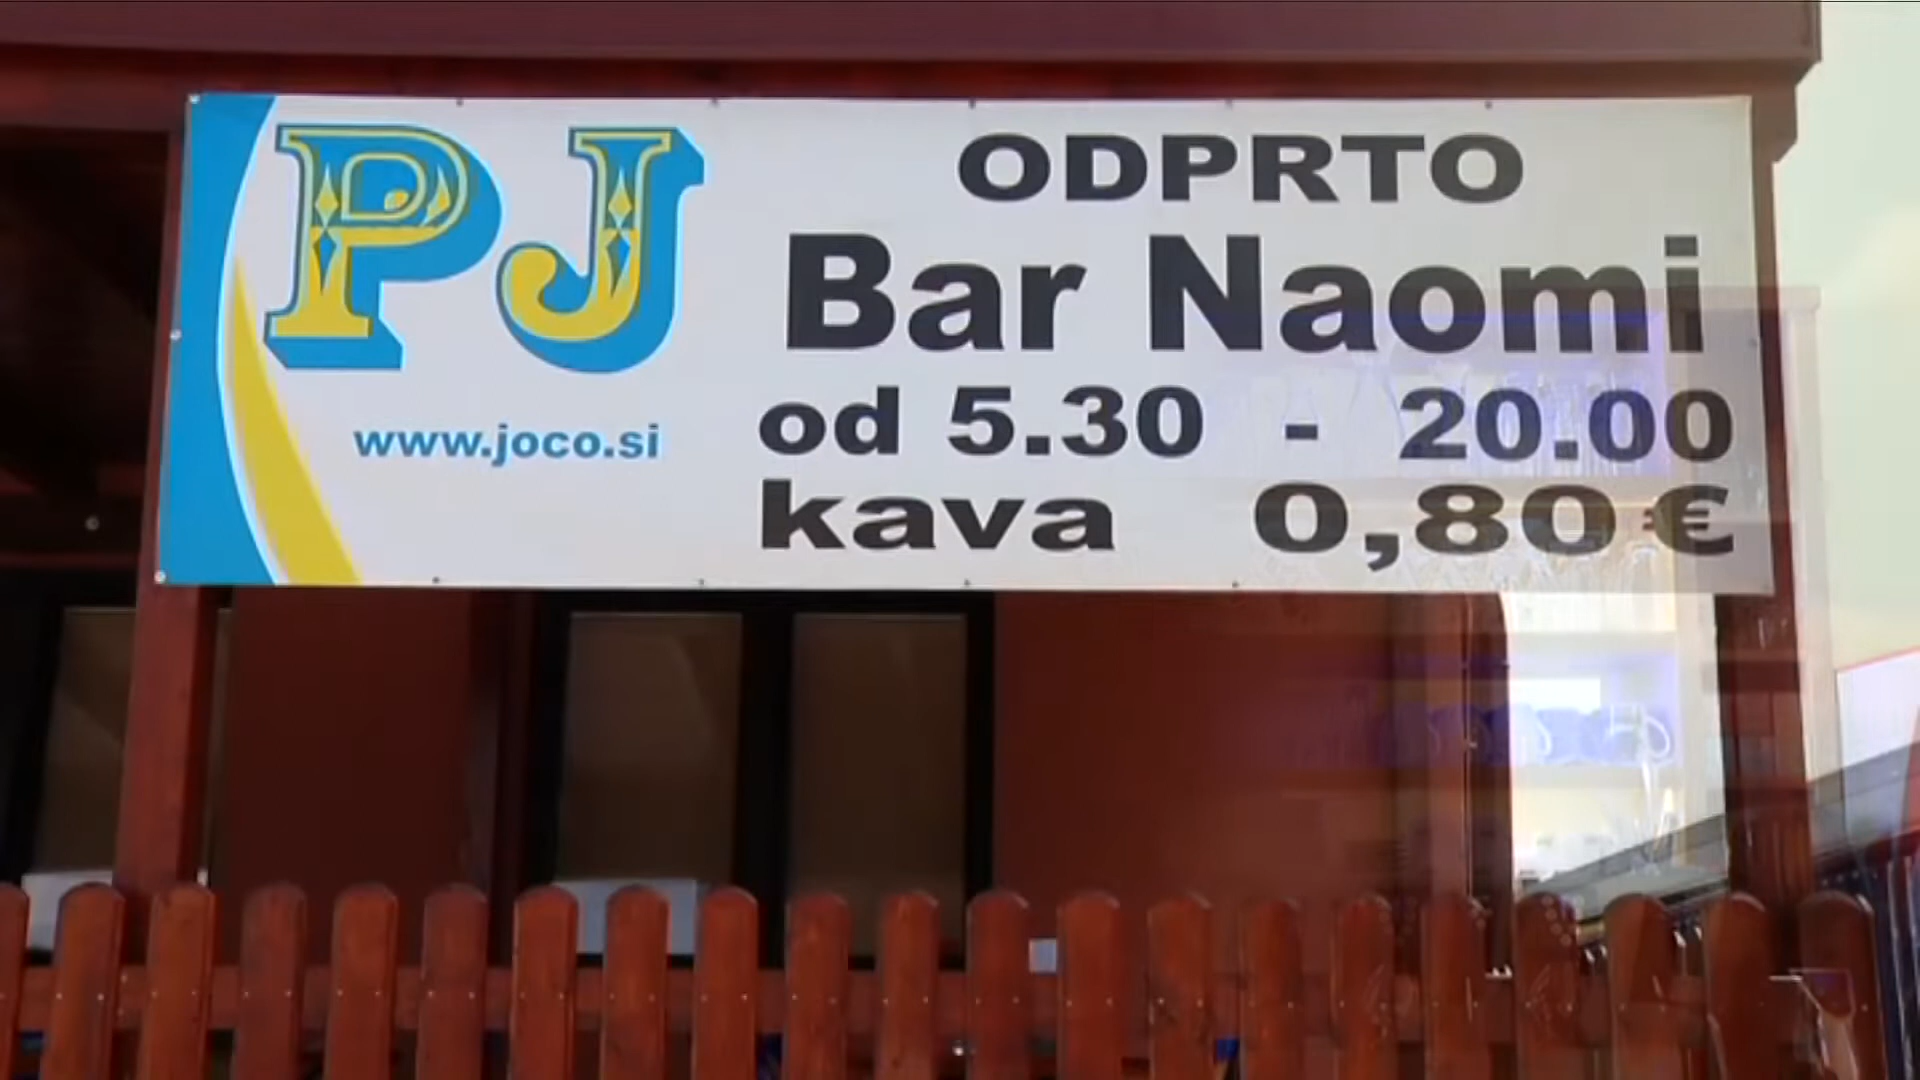 PJ
www.joco.si
ODPRTO
Bar Naomi
od 5.30 - 20.00
kava 0,80€